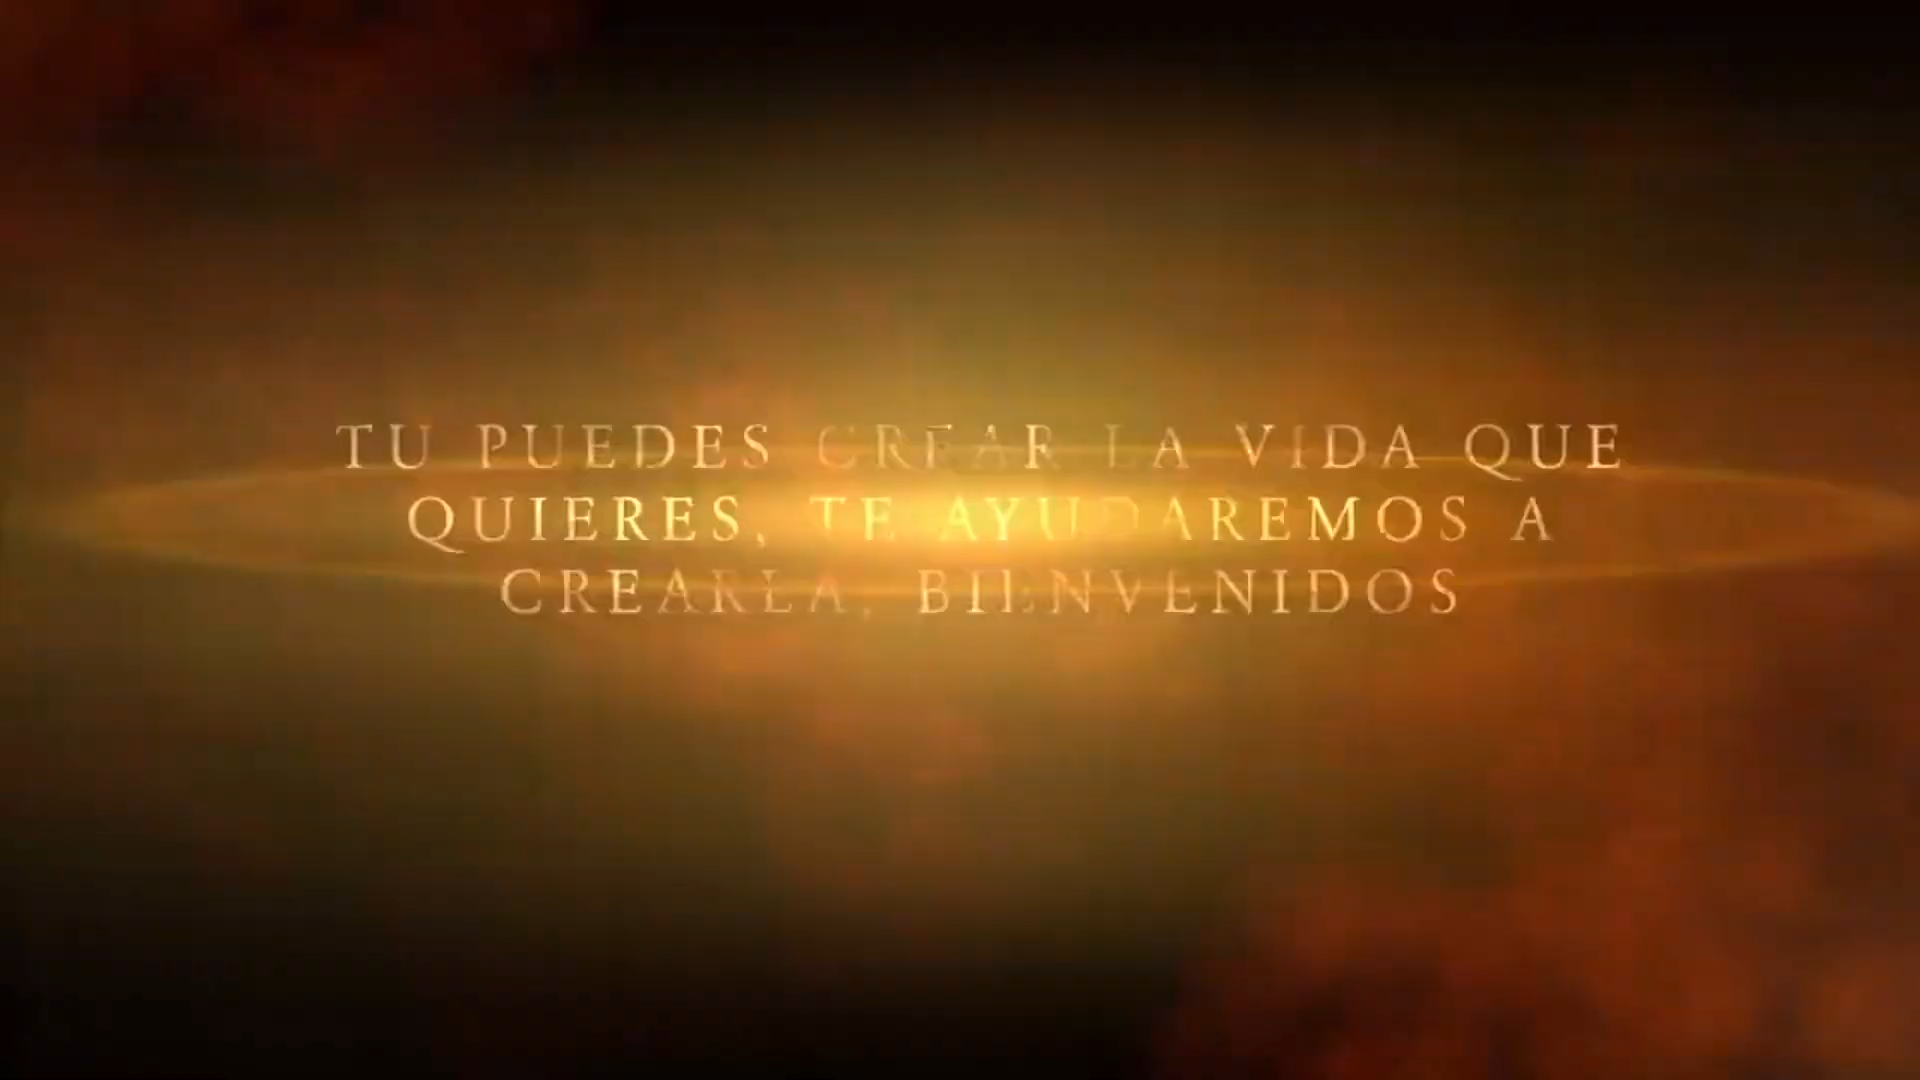 TU PUEDES CREAR LA VIDA QUE
QUIERES, TE AYUDAREMOS A
CREARLA, BIENVENIDOS